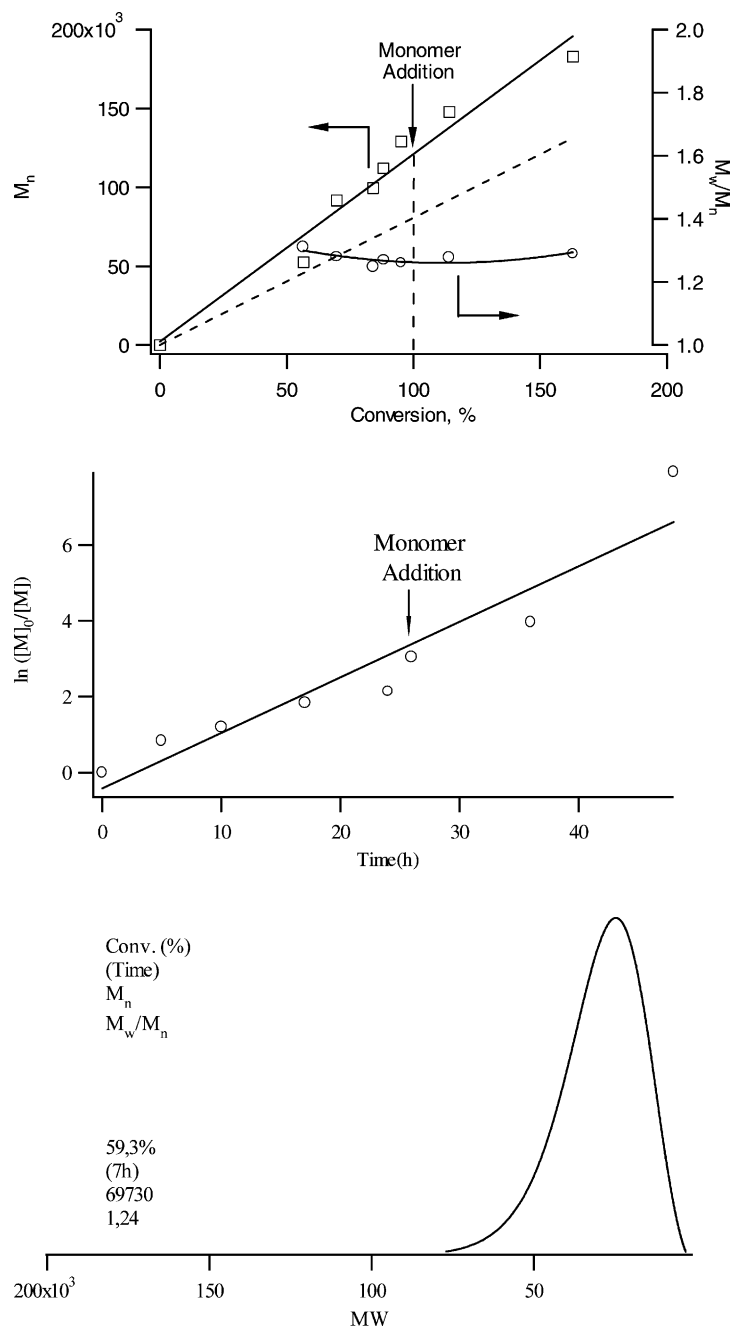 200x10³
150
100
50
0
Mn
Monomer
Addition
2.0
1.8
1.6
1.4
1.2
1.0
Mw/Mn
0
50
100
150
200
Conversion, %
6
4
2
0
ln ([M]0/[M])
Monomer
Addition
0
10
20
30
40
Time(h)
Conv. (%)
(Time)
Mn
Mw/Mn
59,3%
(7h)
69730
1,24
200x10³
150
100
50
MW